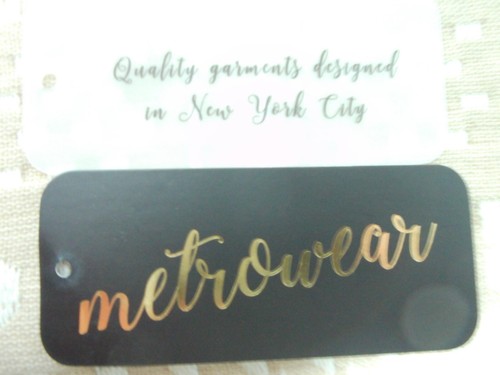 Quality garments designed
in New York City
metrowear